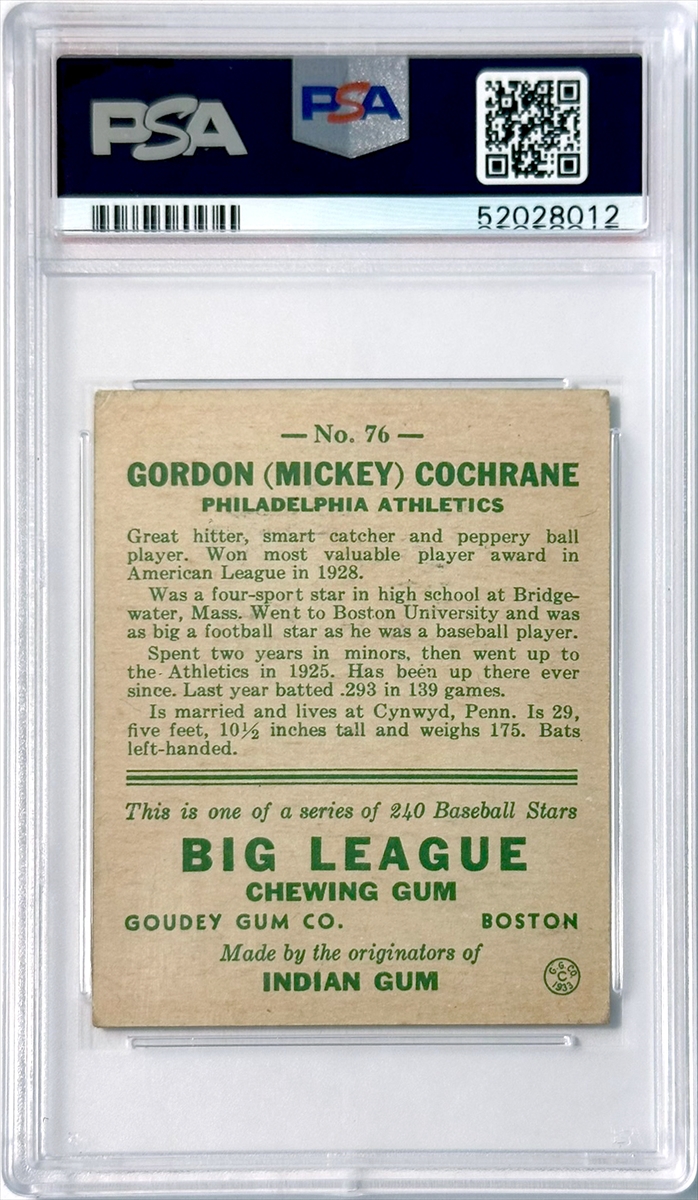 PSA
PSA
52028012
— No. 76 —
GORDON (MICKEY) COCHRANE
PHILADELPHIA ATHLETICS
Great hitter, smart catcher and peppery ball
player. Won most valuable player award in
American League in 1928.
Was a four-sport star in high school at Bridge-
water, Mass. Went to Boston University and was
as big a football star as he was a baseball player.
Spent two years in minors, then went up to
the Athletics in 1925. Has been up there ever
since. Last year batted .293 in 139 games.
Is married and lives at Cynwyd, Penn. Is 29,
five feet, 10½ inches tall and weighs 175. Bats
left-handed.
This is one of a series of 240 Baseball Stars
BIG LEAGUE
CHEWING GUM
GOUDEY GUM CO. BOSTON
Made by the originators of
INDIAN GUM
G. G. CO.
C
1933